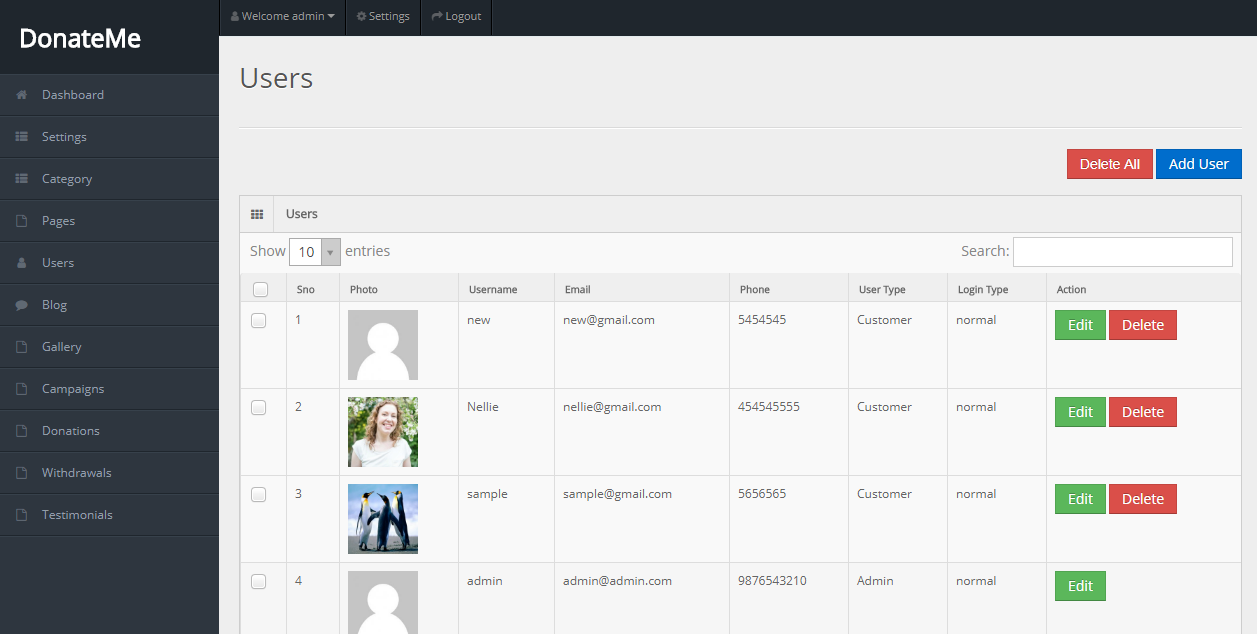 DonateMe
Welcome admin Settings Logout
Dashboard
Settings
Category
Pages
Users
Blog
Gallery
Campaigns
Donations
Withdrawals
Testimonials
Users
Delete All Add User
Users
Show 10 entries Search:
Sno Photo Username Email Phone User Type Login Type Action
1 new new@gmail.com 5454545 Customer normal Edit Delete
2 Nellie nellie@gmail.com 454545555 Customer normal Edit Delete
3 sample sample@gmail.com 5656565 Customer normal Edit Delete
4 admin admin@admin.com 9876543210 Admin normal Edit